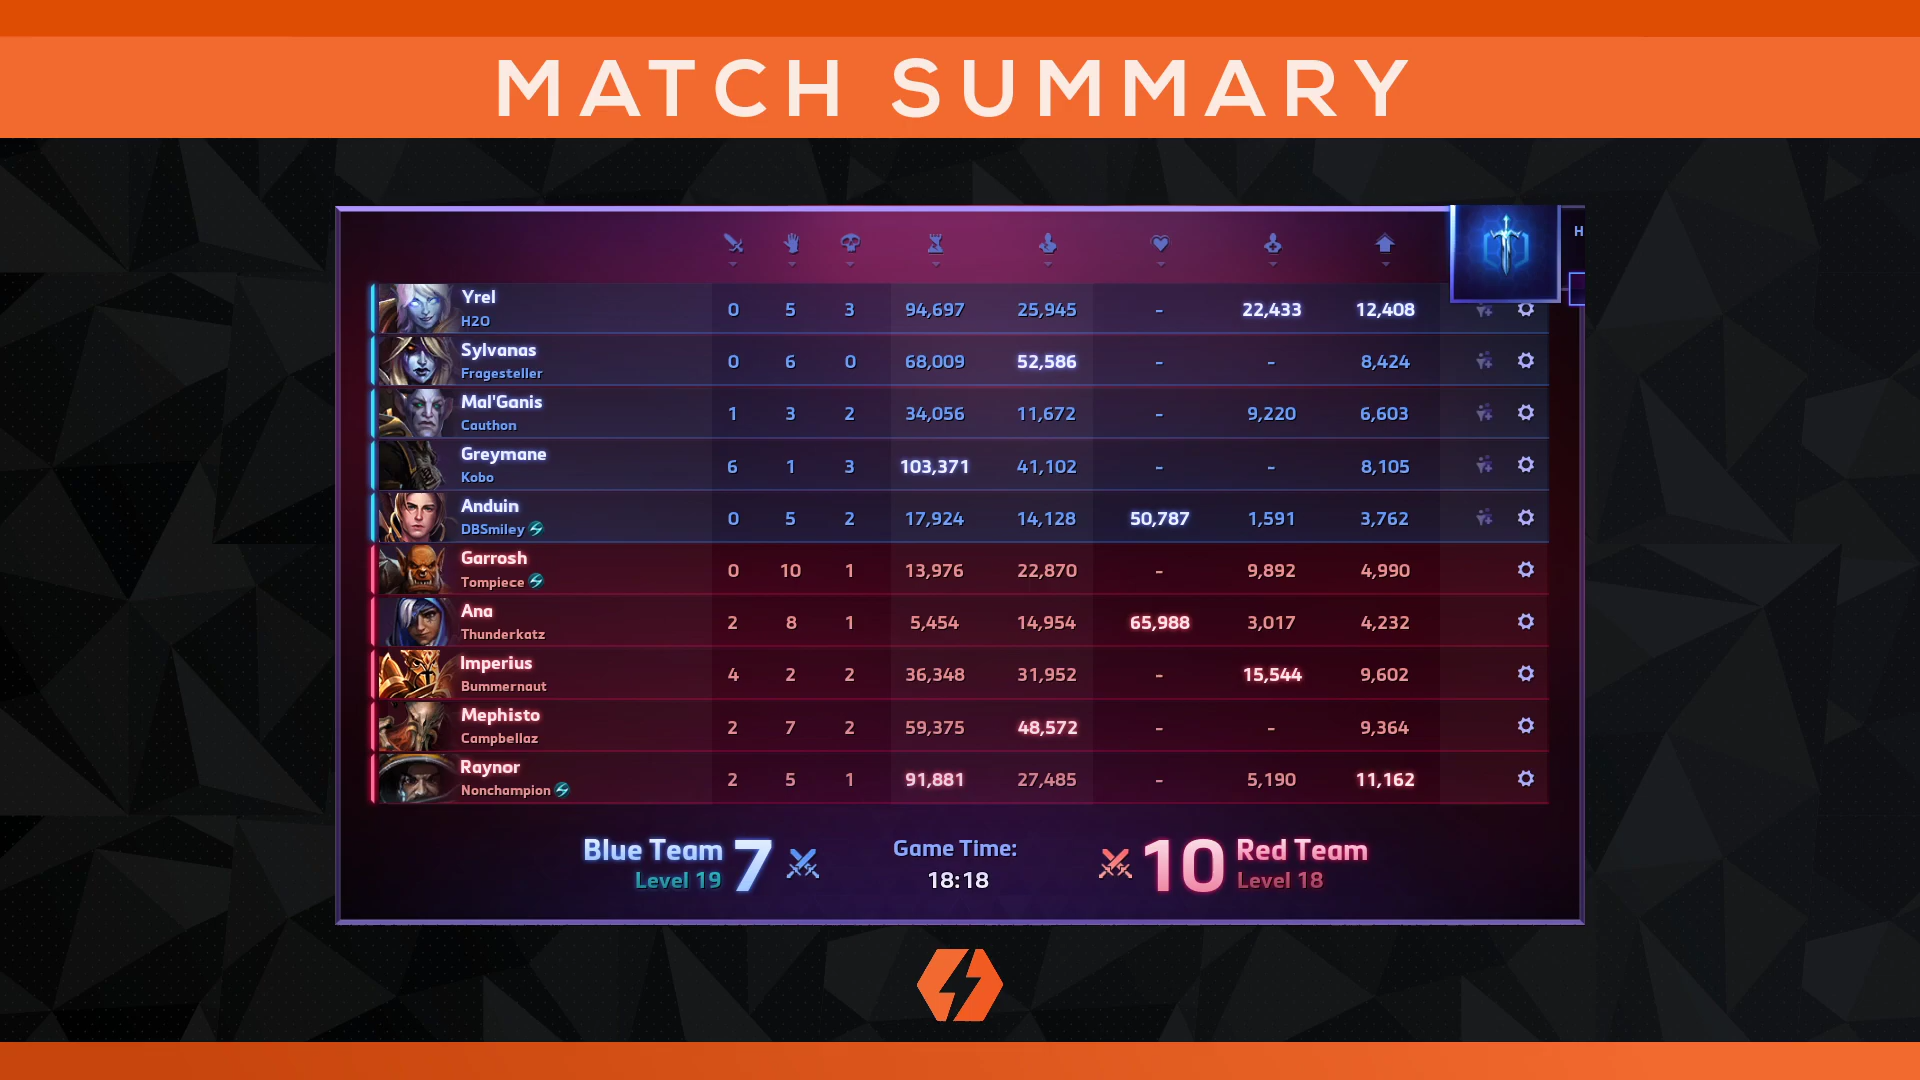 MATCH SUMMARY
H
Yrel
H2O
0 5 3 94,697 25,945 - 22,433 12,408
Sylvanas
Fragesteller
0 6 0 68,009 52,586 - - 8,424
Mal'Ganis
Cauthon
1 3 2 34,056 11,672 - 9,220 6,603
Greymane
Kobo
6 1 3 103,371 41,102 - - 8,105
Anduin
DBSmiley
0 5 2 17,924 14,128 50,787 1,591 3,762
Garrosh
Tompiece
0 10 1 13,976 22,870 - 9,892 4,990
Ana
Thunderkatz
2 8 1 5,454 14,954 65,988 3,017 4,232
Imperius
Bummernaut
4 2 2 36,348 31,952 - 15,544 9,602
Mephisto
Campbellaz
2 7 2 59,375 48,572 - - 9,364
Raynor
Nonchampion
2 5 1 91,881 27,485 - 5,190 11,162
Blue Team 7
Level 19
Game Time:
18:18
10 Red Team
Level 18